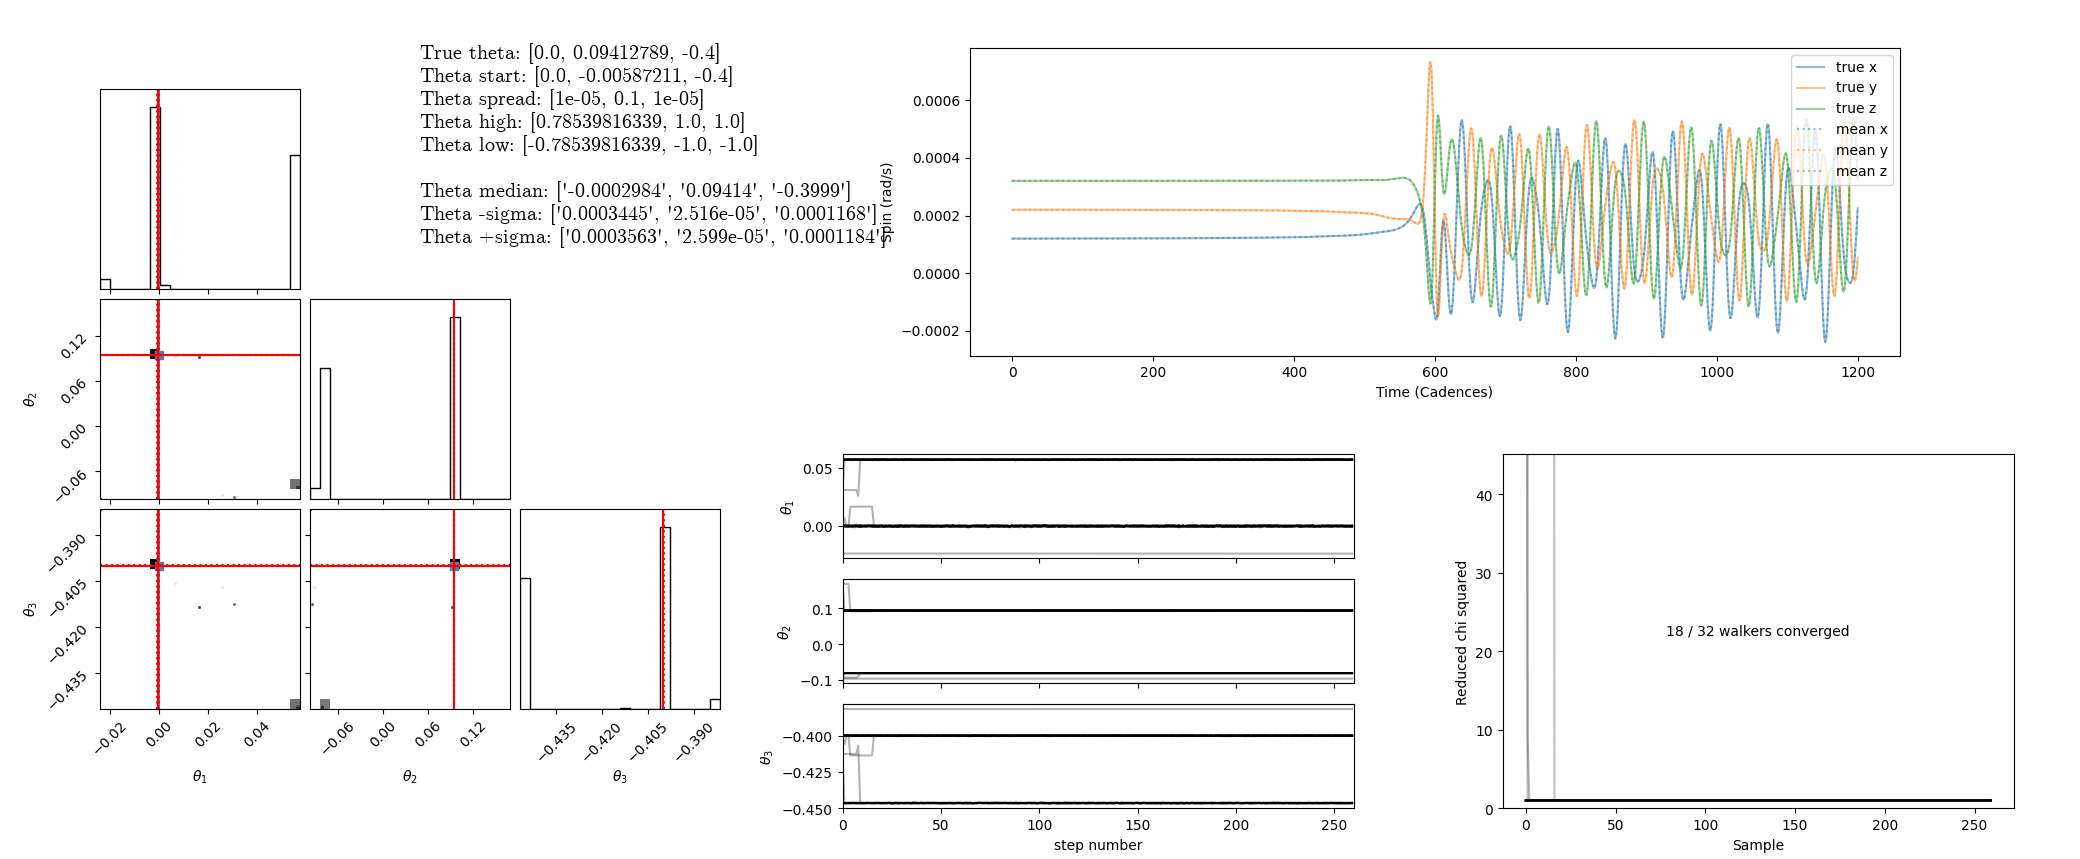 True theta: [0.0, 0.09412789, -0.4]
Theta start: [0.0, -0.00587211, -0.4]
Theta spread: [1e-05, 0.1, 1e-05]
Theta high: [0.78539816339, 1.0, 1.0]
Theta low: [-0.78539816339, -1.0, -1.0]
Theta median: ['-0.0002984', '0.09414', '-0.3999']
Theta -sigma: ['0.0003445', '2.516e-05', '0.0001168']
Theta +sigma: ['0.0003563', '2.599e-05', '0.0001184']
Spin (rad/s)
0.0006
0.0004
0.0002
0.0000
−0.0002
true x
true y
true z
mean x
mean y
mean z
0 200 400 600 800 1000 1200
Time (Cadences)
θ2
0.12
0.06
0.00
−0.06
θ3
−0.390
−0.405
−0.420
−0.435
−0.02 0.00 0.02 0.04
θ1
−0.06 0.00 0.06 0.12
θ2
−0.435 −0.420 −0.405 −0.390
θ3
θ1
0.05
0.00
θ2
0.1
0.0
−0.1
θ3
−0.400
−0.425
−0.450
0 50 100 150 200 250
step number
Reduced chi squared
40
30
20
10
0
18 / 32 walkers converged
0 50 100 150 200 250
Sample